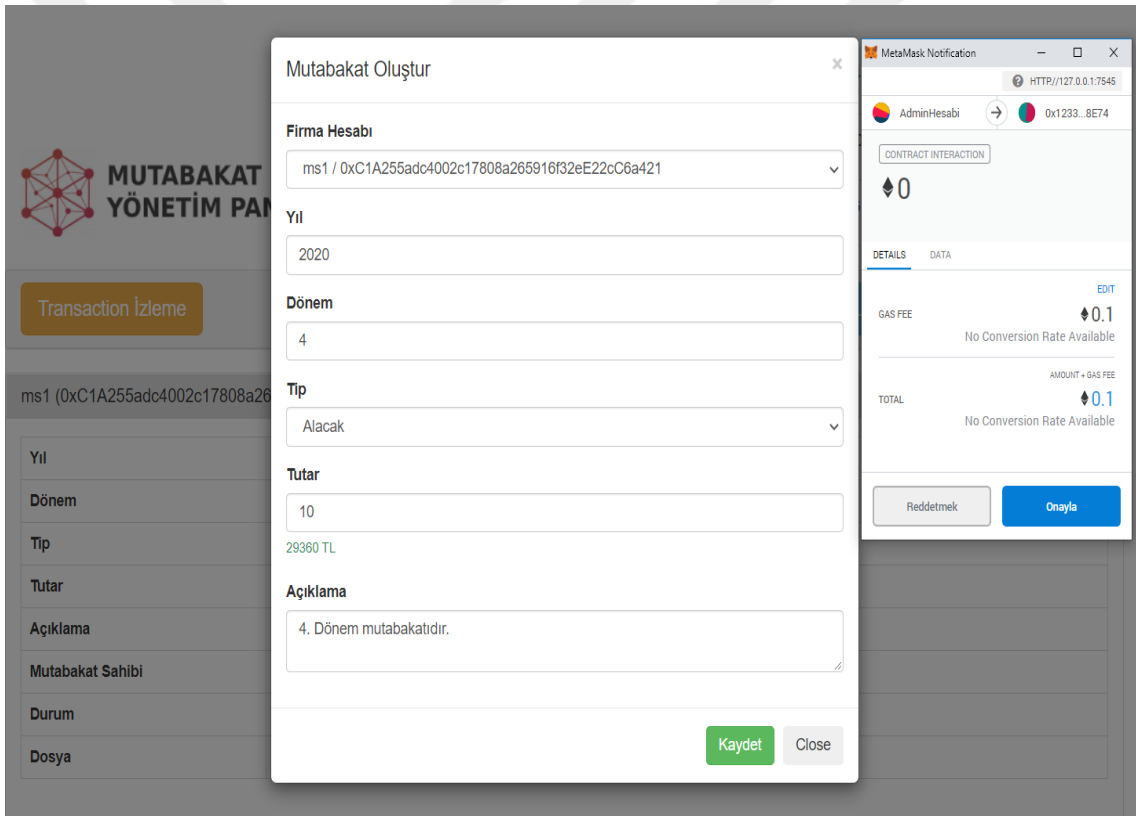 Mutabakat Oluştur
×
Firma Hesabı
ms1 / 0xC1A255adc4002c17808a265916f32eE22cC6a421
Yıl
2020
Dönem
4
Tip
Alacak
Tutar
10
29360 TL
Açıklama
4. Dönem mutabakatıdır.
Kaydet
Close
MetaMask Notification
HTTP://127.0.0.1:7545
AdminHesabi
0x1233...8E74
CONTRACT INTERACTION
0
DETAILS
DATA
EDIT
GAS FEE
0.1
No Conversion Rate Available
AMOUNT + GAS FEE
TOTAL
0.1
No Conversion Rate Available
Reddetmek
Onayla
MUTABAKAT
YÖNETİM
Transaction İzleme
ms1 (0xC1A255adc4002c17808a26
Yıl
Dönem
Tip
Tutar
Açıklama
Mutabakat Sahibi
Durum
Dosya